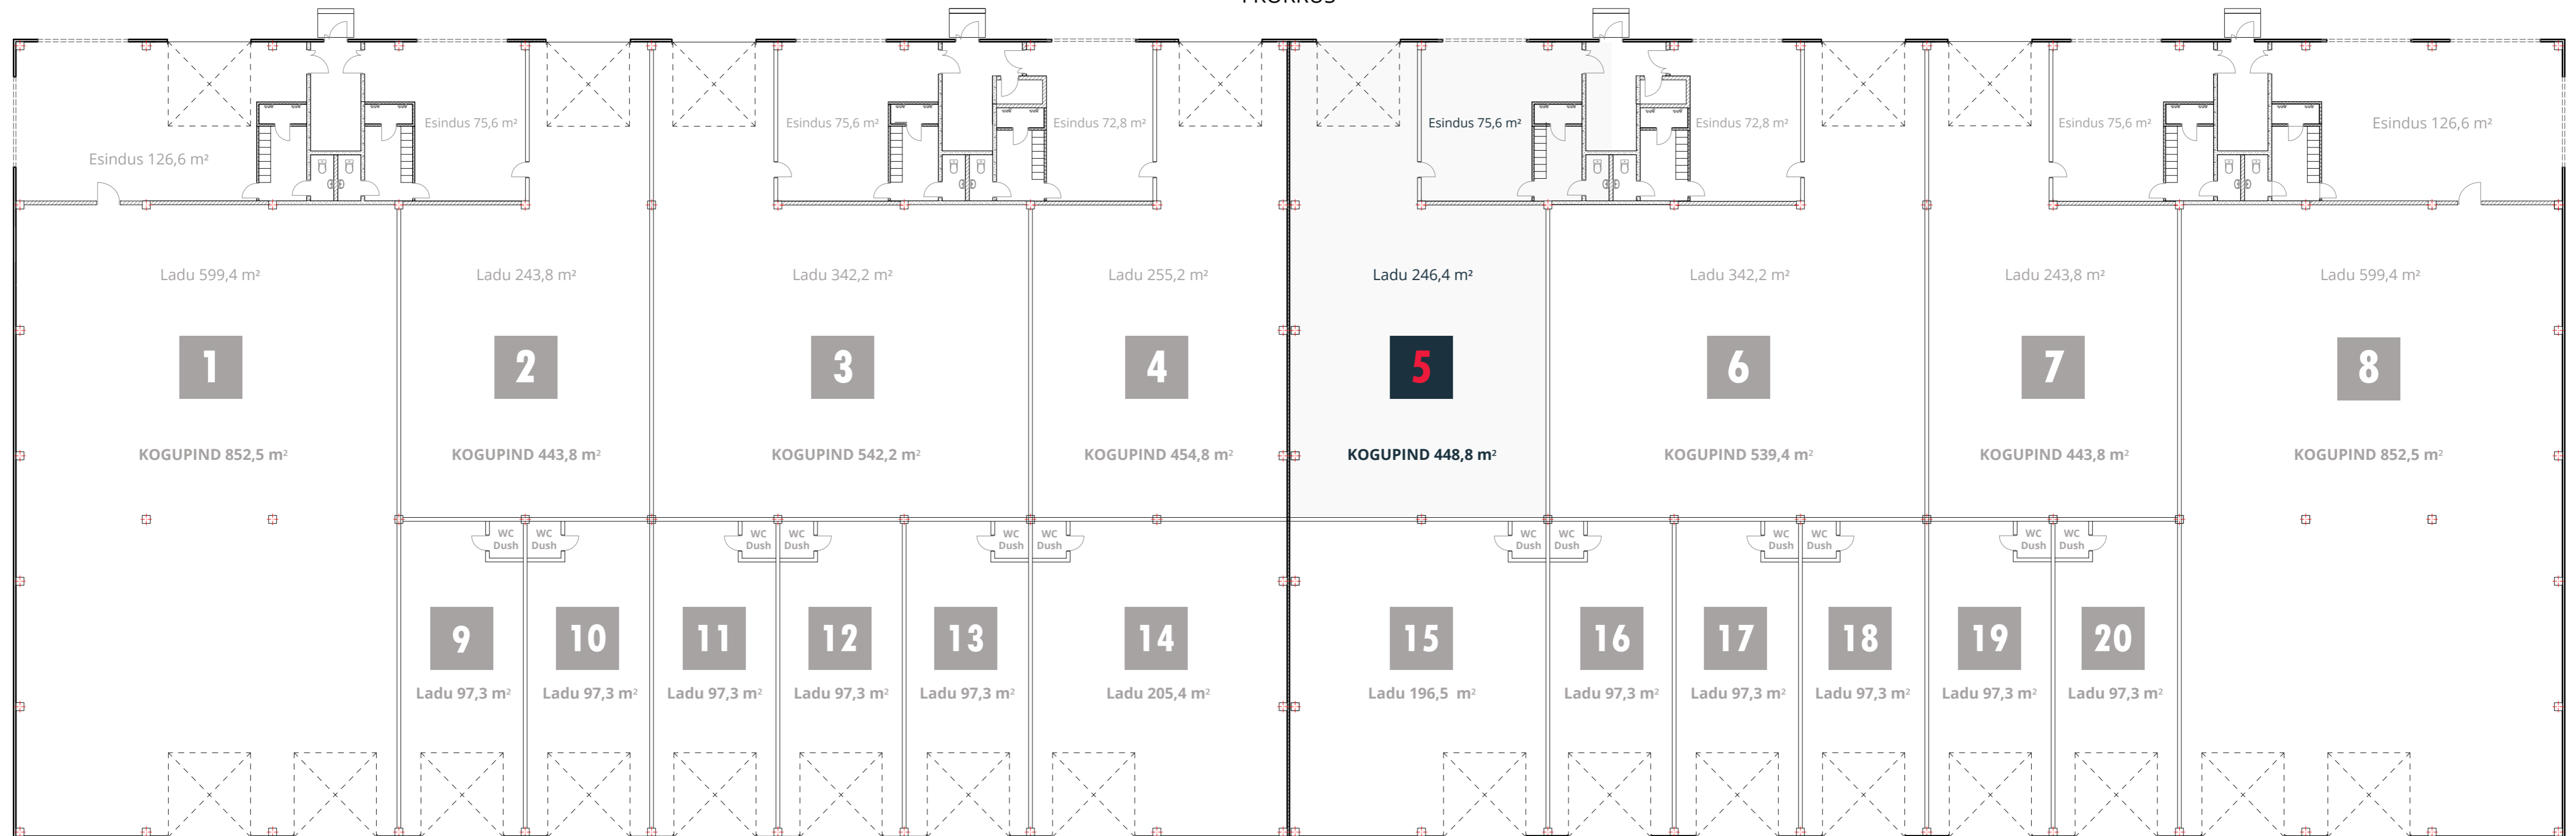 I KORRUS
Esindus 126,6 m²
Esindus 75,6 m²
Esindus 75,6 m²
Esindus 72,8 m²
Esindus 75,6 m²
Esindus 72,8 m²
Esindus 75,6 m²
Esindus 126,6 m²
Ladu 599,4 m²
Ladu 243,8 m²
Ladu 342,2 m²
Ladu 255,2 m²
Ladu 246,4 m²
Ladu 342,2 m²
Ladu 243,8 m²
Ladu 599,4 m²
1
2
3
4
5
6
7
8
KOGUPIND 852,5 m²
KOGUPIND 443,8 m²
KOGUPIND 542,2 m²
KOGUPIND 454,8 m²
KOGUPIND 448,8 m²
KOGUPIND 539,4 m²
KOGUPIND 443,8 m²
KOGUPIND 852,5 m²
WC
Dush
WC
Dush
WC
Dush
WC
Dush
WC
Dush
WC
Dush
WC
Dush
WC
Dush
WC
Dush
WC
Dush
WC
Dush
WC
Dush
9
10
11
12
13
14
15
16
17
18
19
20
Ladu 97,3 m²
Ladu 97,3 m²
Ladu 97,3 m²
Ladu 97,3 m²
Ladu 97,3 m²
Ladu 205,4 m²
Ladu 196,5 m²
Ladu 97,3 m²
Ladu 97,3 m²
Ladu 97,3 m²
Ladu 97,3 m²
Ladu 97,3 m²